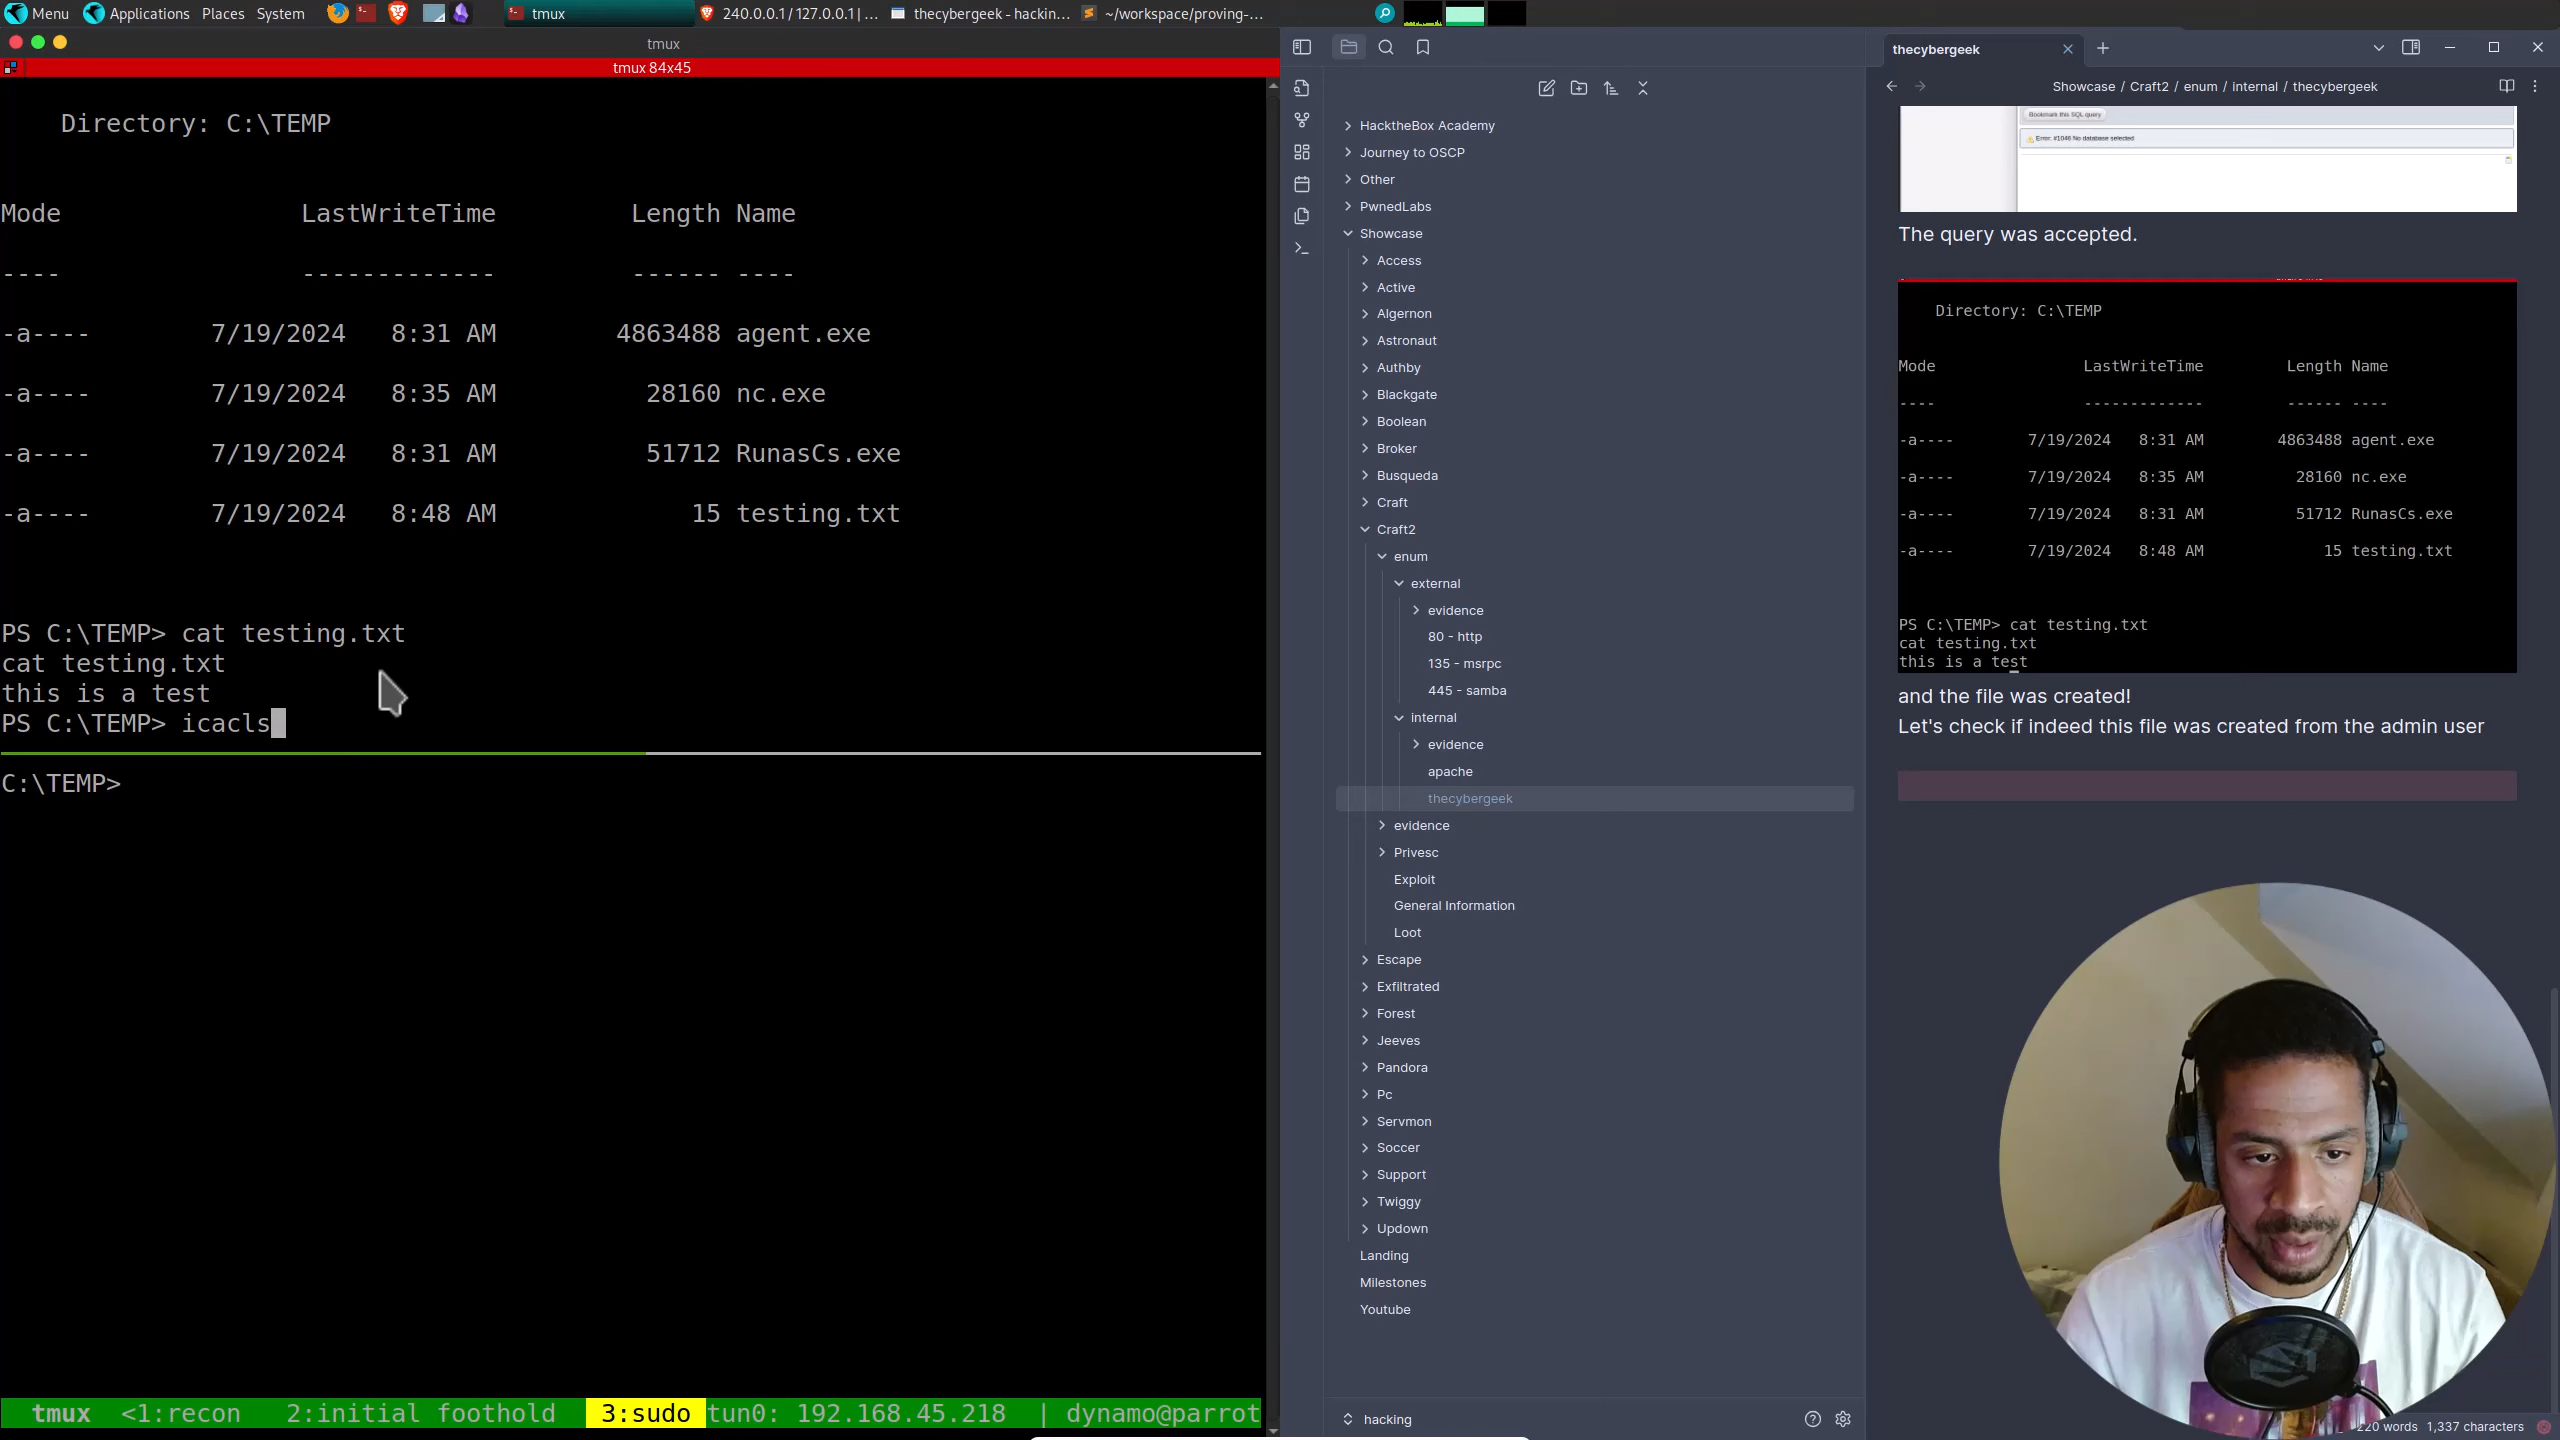 Menu Applications Places System tmux 240.0.0.1 / 127.0.0.1 | ... thecybergeek - hackin... ~/workspace/proving-...
tmux
tmux 84x45
Directory: C:\TEMP
Mode LastWriteTime Length Name
---- ------------- ------ ----
-a---- 7/19/2024 8:31 AM 4863488 agent.exe
-a---- 7/19/2024 8:35 AM 28160 nc.exe
-a---- 7/19/2024 8:31 AM 51712 RunasCs.exe
-a---- 7/19/2024 8:48 AM 15 testing.txt
PS C:\TEMP> cat testing.txt
cat testing.txt
this is a test
PS C:\TEMP> icacls
C:\TEMP>
tmux <1:recon 2:initial foothold 3:sudo tun0: 192.168.45.218 | dynamo@parrot
HacktheBox Academy
Journey to OSCP
Other
PwnedLabs
Showcase
Access
Active
Algernon
Astronaut
Authby
Blackgate
Boolean
Broker
Busqueda
Craft
Craft2
enum
external
evidence
80 - http
135 - msrpc
445 - samba
internal
evidence
apache
thecybergeek
evidence
Privesc
Exploit
General Information
Loot
Escape
Exfiltrated
Forest
Jeeves
Pandora
Pc
Servmon
Soccer
Support
Twiggy
Updown
Landing
Milestones
Youtube
hacking
thecybergeek
Showcase / Craft2 / enum / internal / thecybergeek
Bookmark this SQL query
Error: #1046 No database selected
The query was accepted.
Directory: C:\TEMP
Mode LastWriteTime Length Name
---- ------------- ------ ----
-a---- 7/19/2024 8:31 AM 4863488 agent.exe
-a---- 7/19/2024 8:35 AM 28160 nc.exe
-a---- 7/19/2024 8:31 AM 51712 RunasCs.exe
-a---- 7/19/2024 8:48 AM 15 testing.txt
PS C:\TEMP> cat testing.txt
cat testing.txt
this is a test
and the file was created!
Let's check if indeed this file was created from the admin user
220 words 1,337 characters